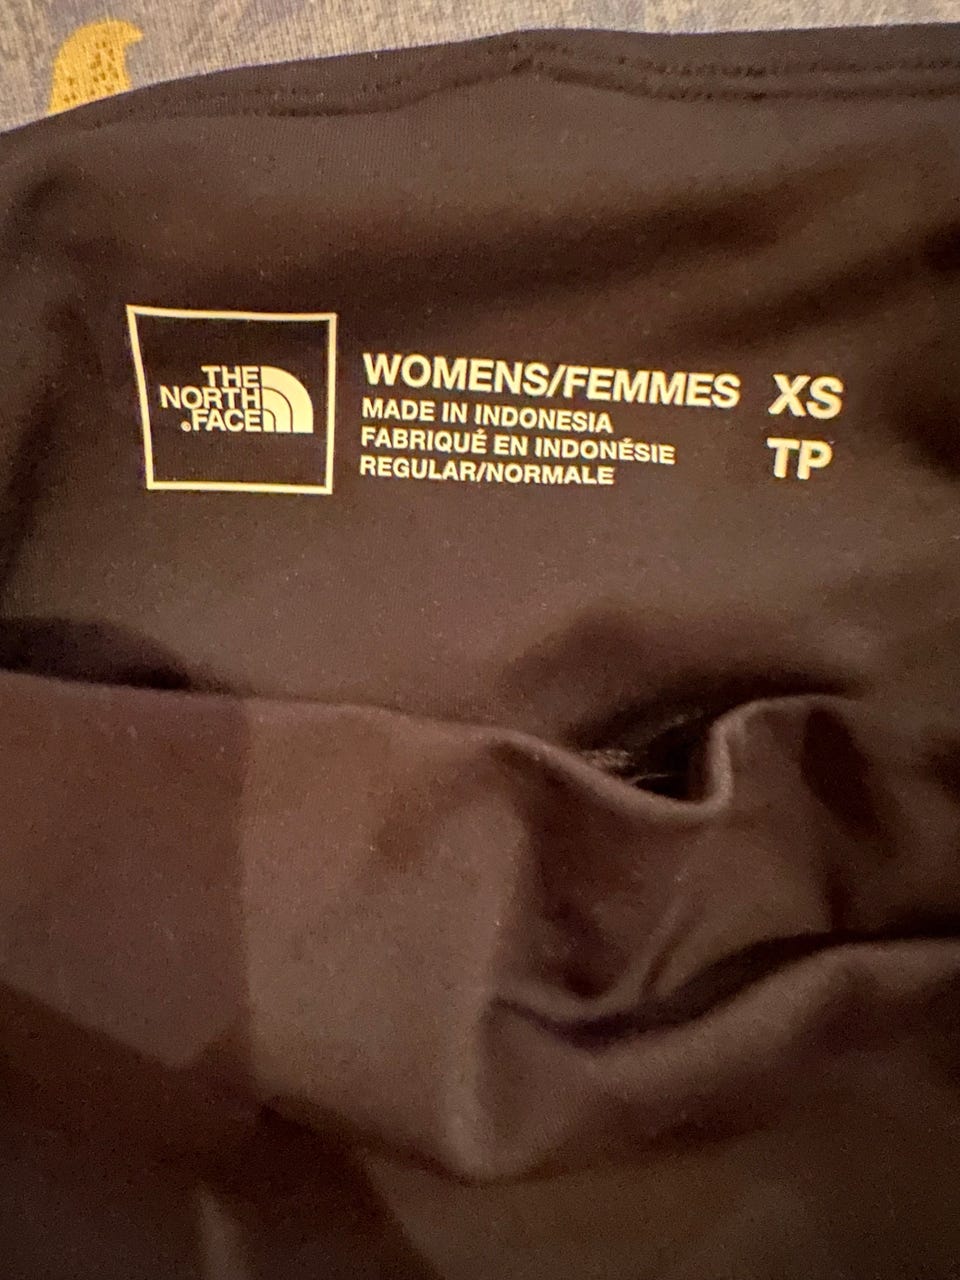 THE
NORTH
FACE
WOMENS/FEMMES XS
MADE IN INDONESIA TP
FABRIQUÉ EN INDONÉSIE
REGULAR/NORMALE